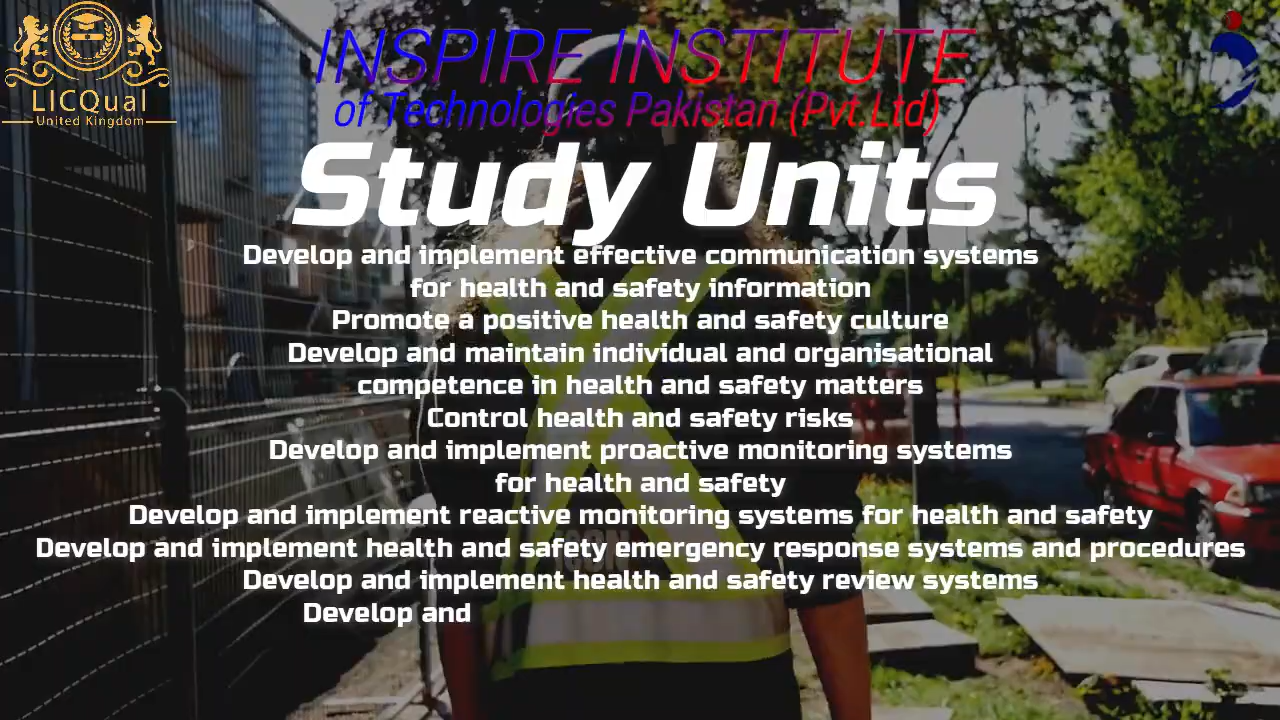 LICQual
United Kingdom
INSPIRE INSTITUTE
of Technologies Pakistan (Pvt.Ltd)
Study Units
Develop and implement effective communication systems
for health and safety information
Promote a positive health and safety culture
Develop and maintain individual and organisational
competence in health and safety matters
Control health and safety risks
Develop and implement proactive monitoring systems
for health and safety
Develop and implement reactive monitoring systems for health and safety
Develop and implement health and safety emergency response systems and procedures
Develop and implement health and safety review systems
Develop and